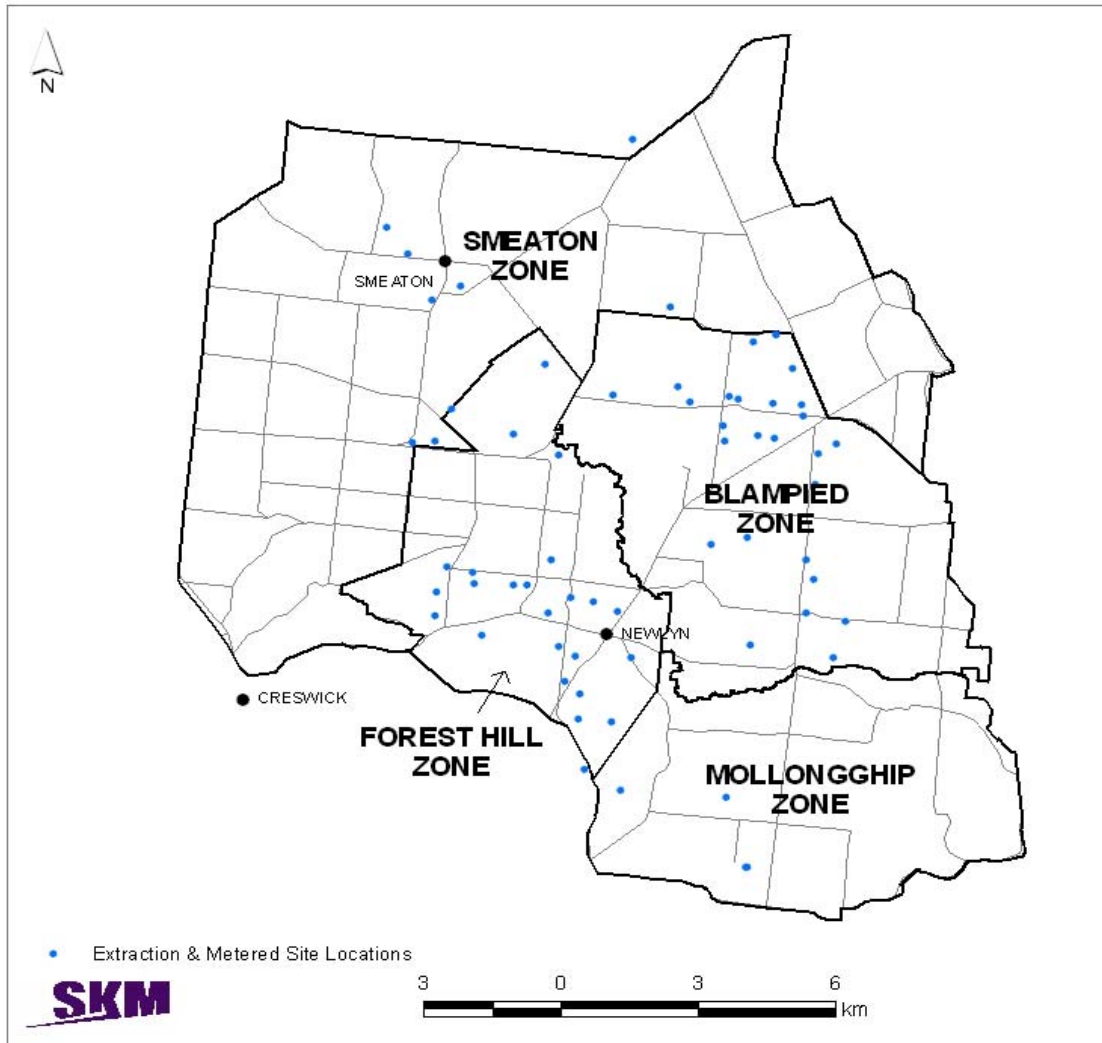 N
SMEATON
ZONE
SMEATON
BLAMPIED
ZONE
NEWLYN
CRESWICK
FOREST HILL
ZONE
MOLLONGGHIP
ZONE
Extraction & Metered Site Locations
SKM
3 0 3 6
km